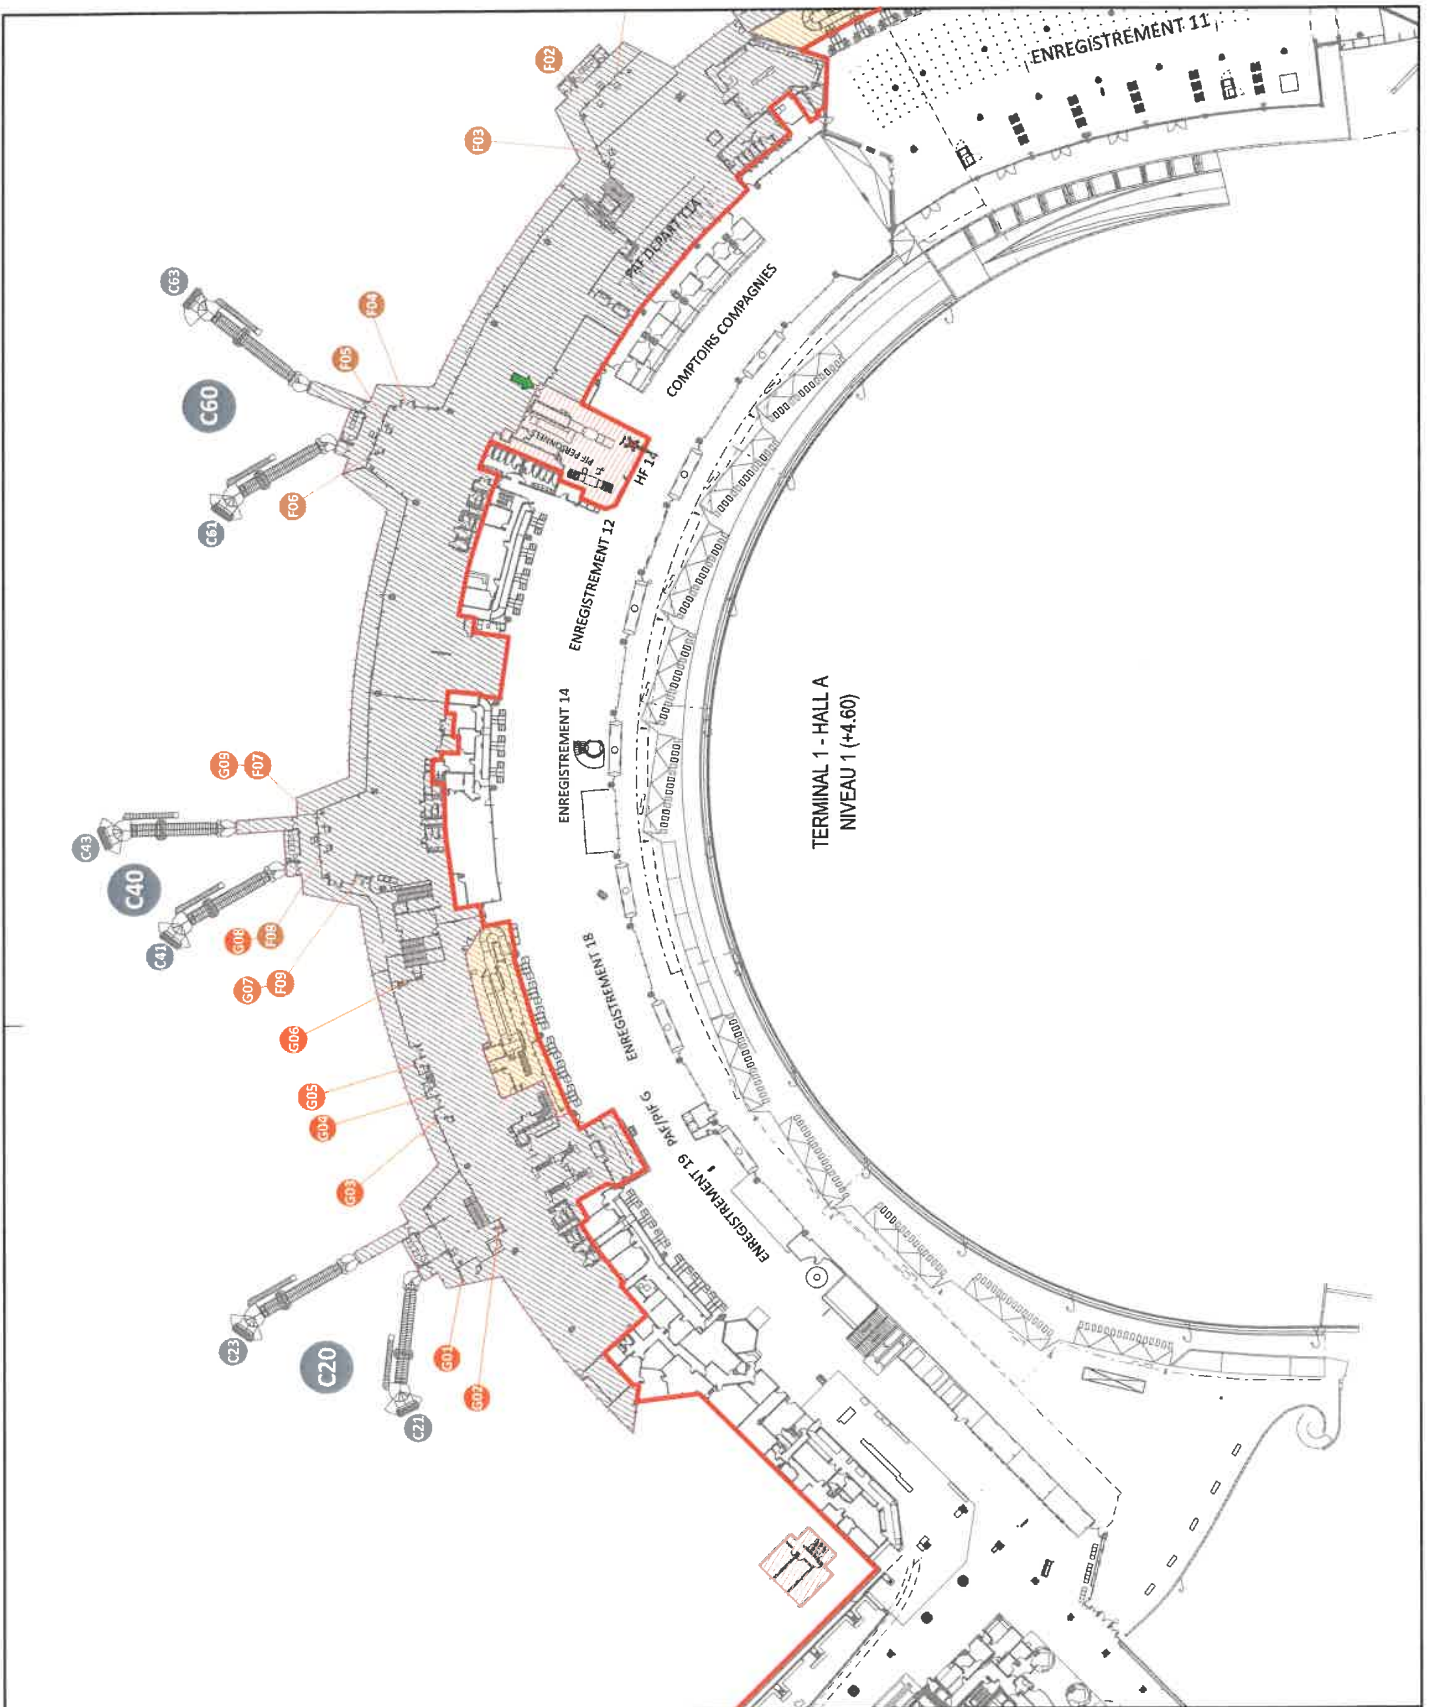 F02
ENREGISTREMENT 11
F03
PAF DEPART T1A
C63
F04
F05
C60
COMPTOIRS COMPAGNIES
PIF PERSONNELS
HF 14
F06
C61
ENREGISTREMENT 12
ENREGISTREMENT 14
TERMINAL 1 - HALL A
NIVEAU 1 (+4.60)
G09
F07
C43
C40
C41
G08
F08
G07
F09
ENREGISTREMENT 18
G06
G05
G04
G03
PAF/PIF G
ENREGISTREMENT 19
C23
C20
C21
G01
G02